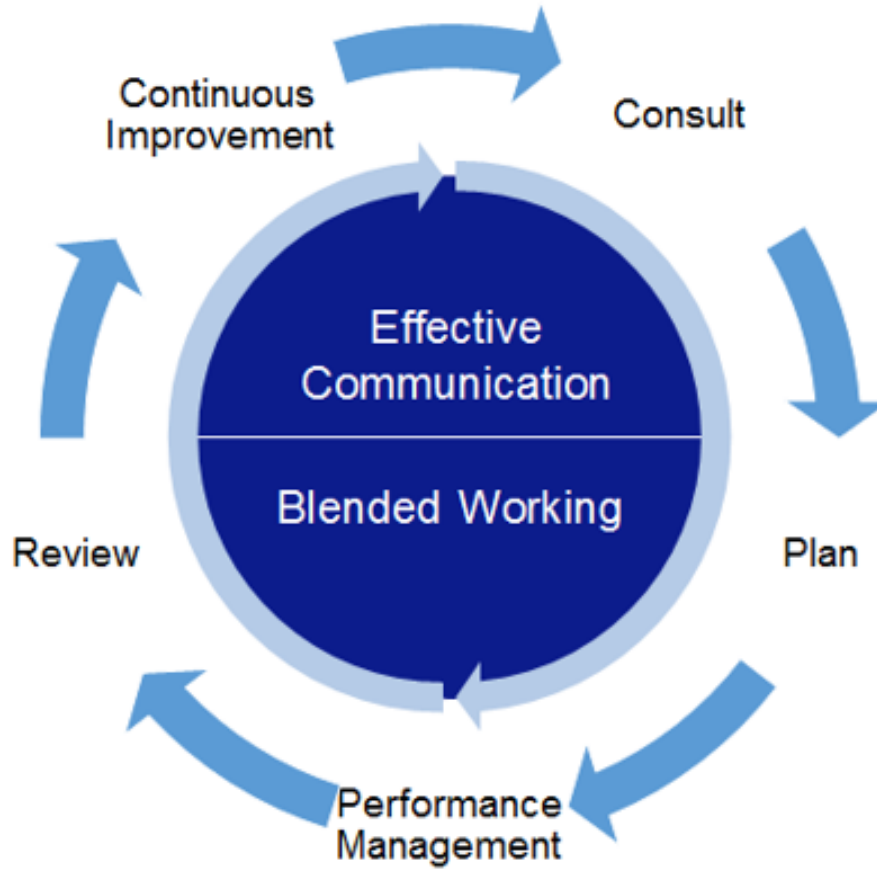 Continuous
Improvement
Consult
Effective
Communication
Blended Working
Review
Plan
Performance
Management